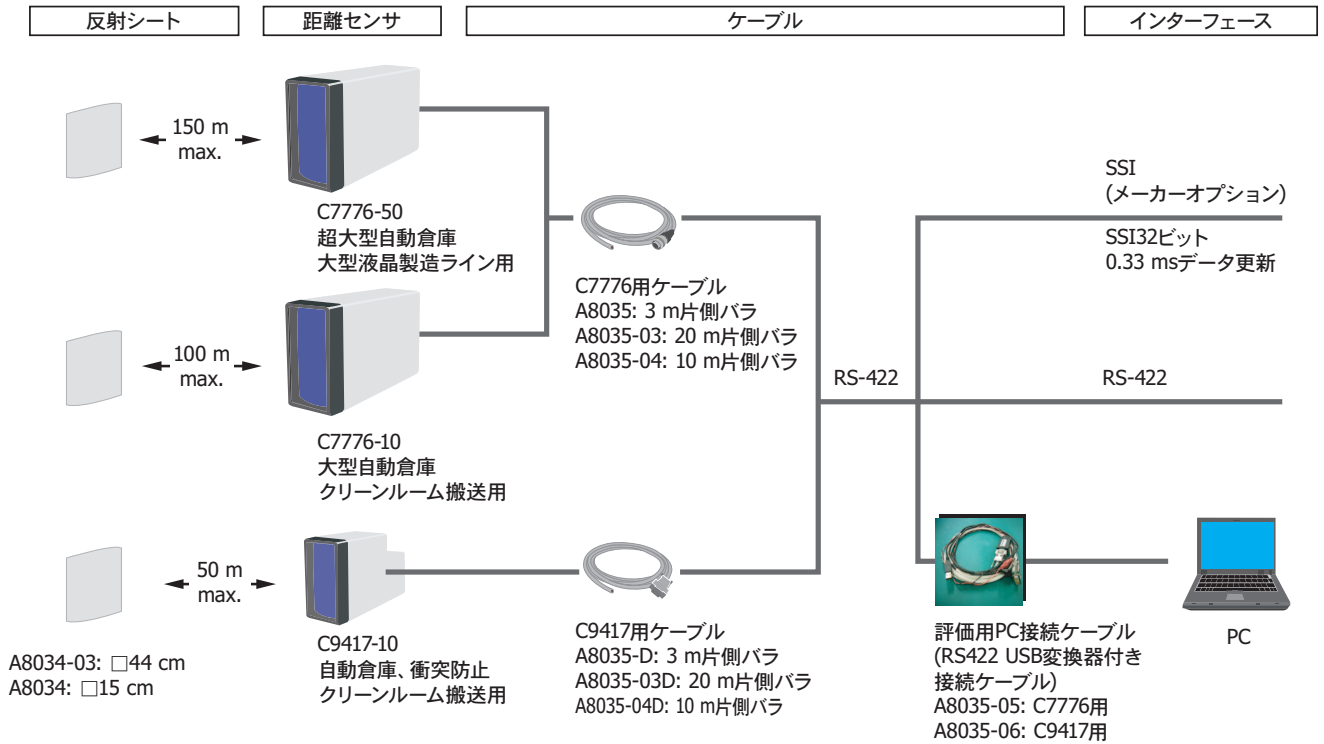 反射シート
距離センサ
ケーブル
インターフェース
150 m
max.
C7776-50
超大型自動倉庫
大型液晶製造ライン用
100 m
max.
C7776-10
大型自動倉庫
クリーンルーム搬送用
50 m
max.
C9417-10
自動倉庫、衝突防止
クリーンルーム搬送用
A8034-03: □44 cm
A8034: □15 cm
C7776用ケーブル
A8035: 3 m片側バラ
A8035-03: 20 m片側バラ
A8035-04: 10 m片側バラ
C9417用ケーブル
A8035-D: 3 m片側バラ
A8035-03D: 20 m片側バラ
A8035-04D: 10 m片側バラ
RS-422
SSI
(メーカーオプション)
SSI32ビット
0.33 msデータ更新
RS-422
評価用PC接続ケーブル
(RS422 USB変換器付き
接続ケーブル)
A8035-05: C7776用
A8035-06: C9417用
PC